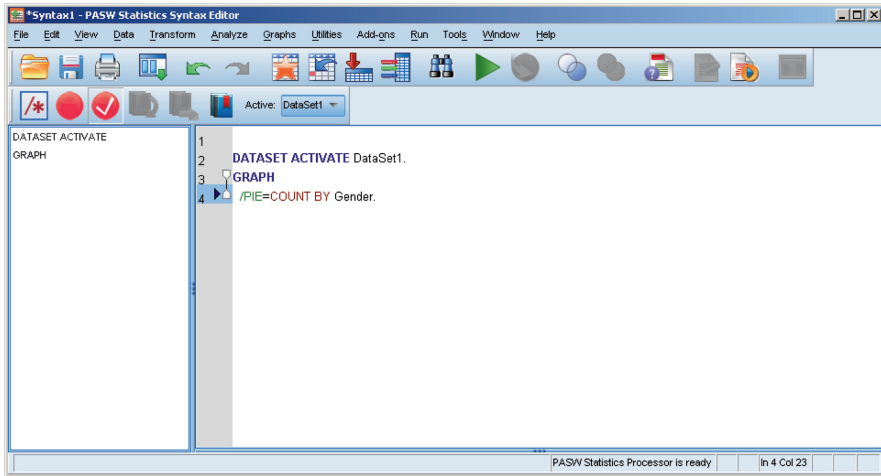 *Syntax1 - PASW Statistics Syntax Editor
File Edit View Data Transform Analyze Graphs Utilities Add-ons Run Tools Window Help
Active: DataSet1
DATASET ACTIVATE
GRAPH
1
2 DATASET ACTIVATE DataSet1.
3 GRAPH
4 /PIE=COUNT BY Gender.
PASW Statistics Processor is ready In 4 Col 23